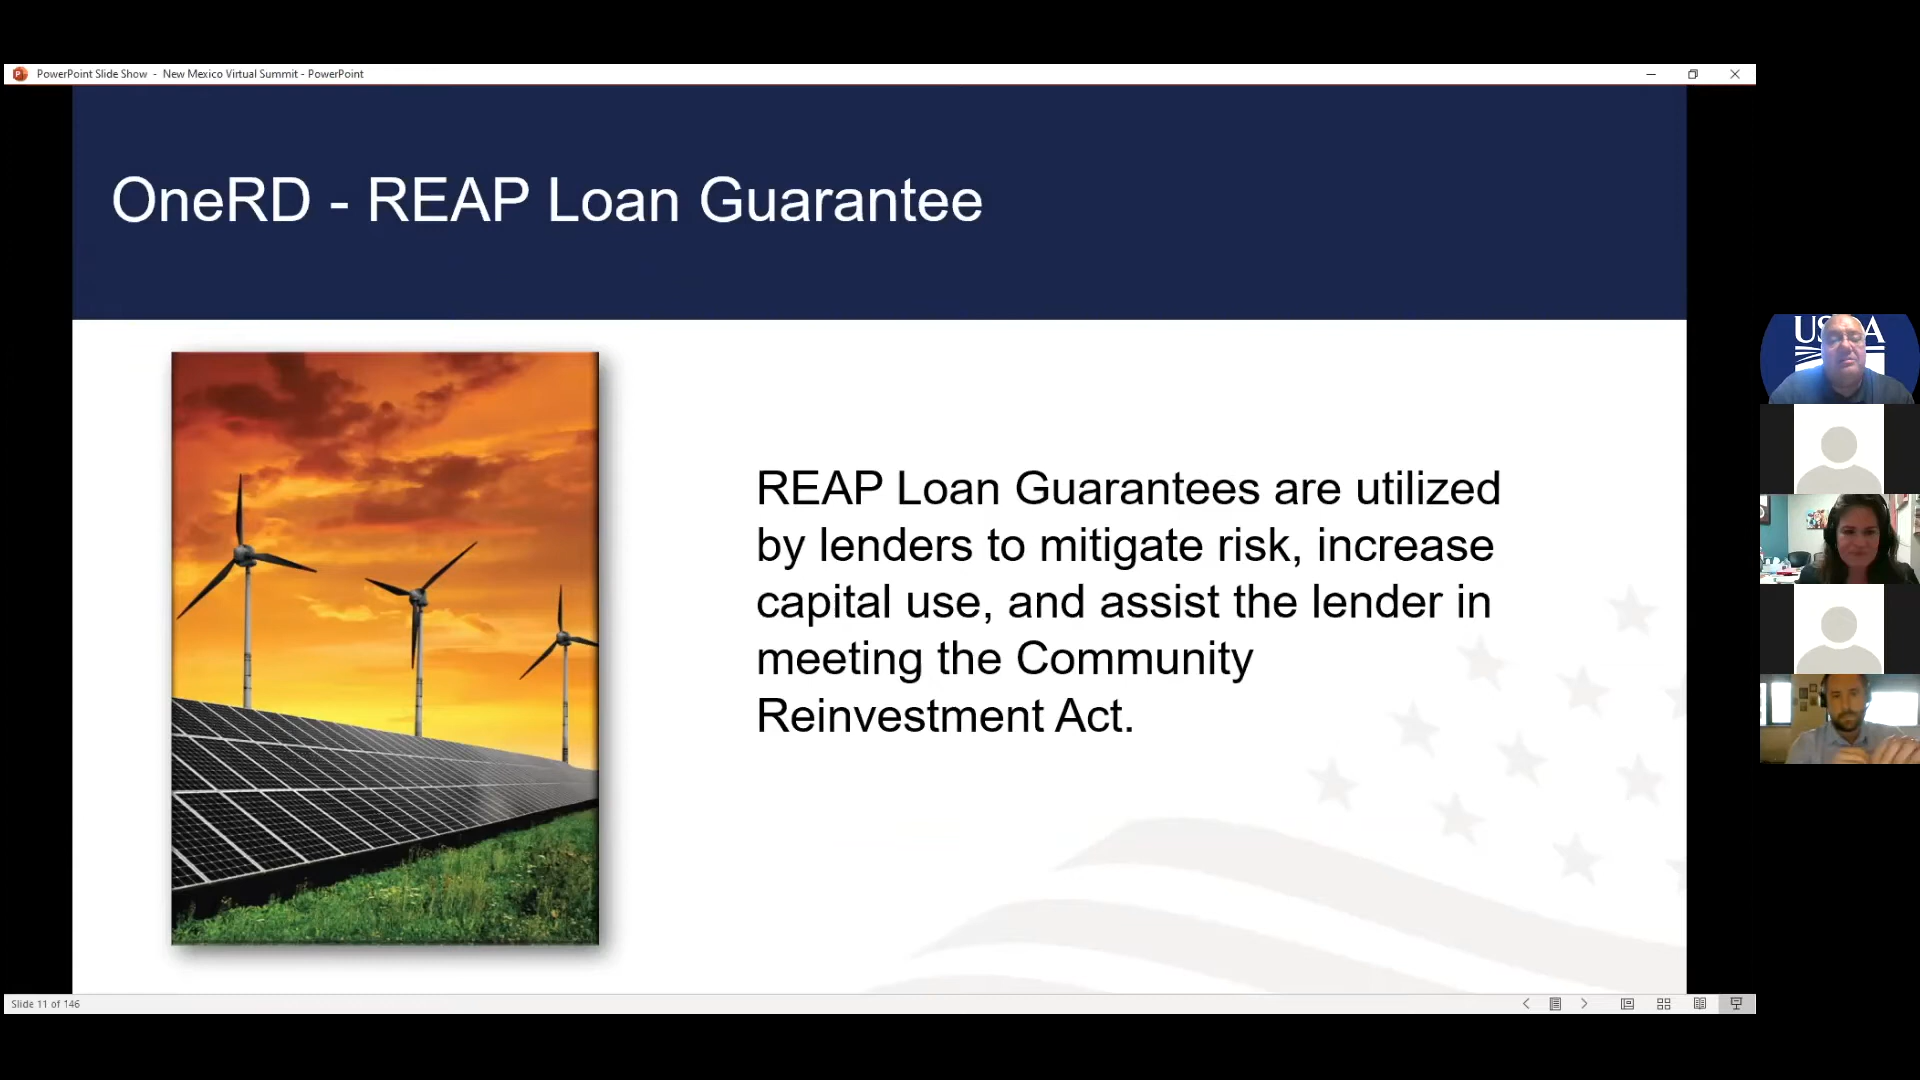 PowerPoint Slide Show - New Mexico Virtual Summit - PowerPoint
OneRD - REAP Loan Guarantee
REAP Loan Guarantees are utilized
by lenders to mitigate risk, increase
capital use, and assist the lender in
meeting the Community
Reinvestment Act.
USDA
Slide 11 of 146